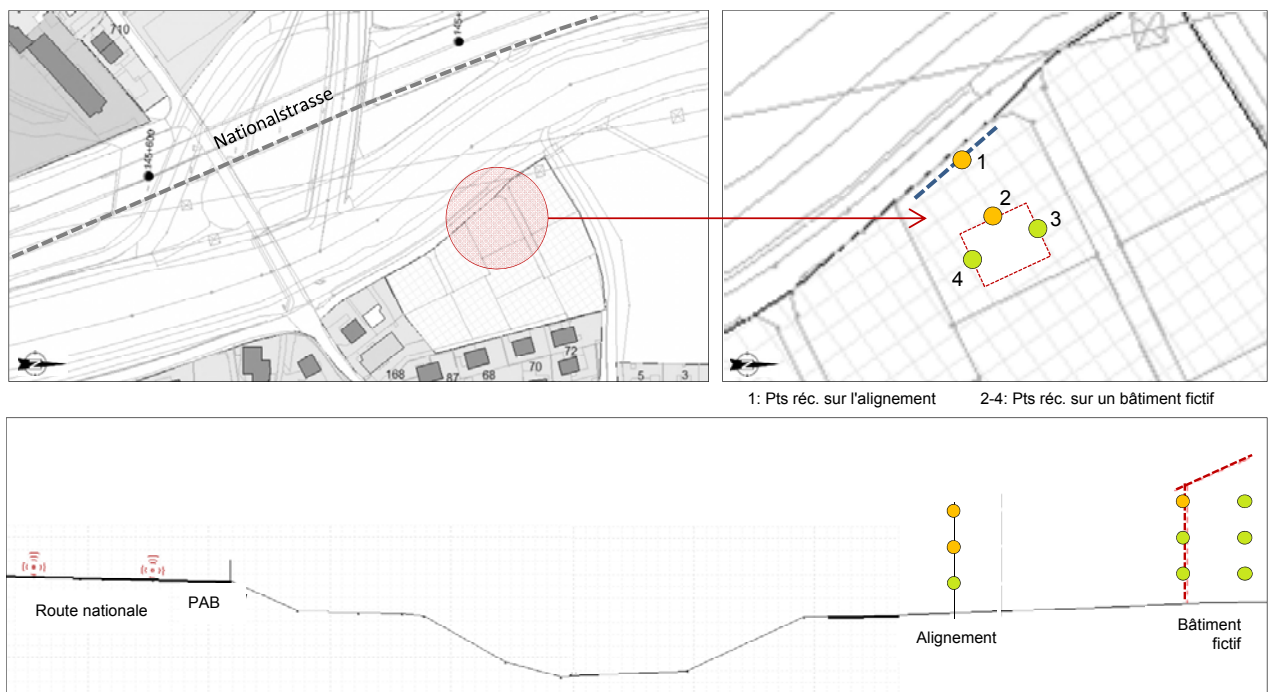 710
145+
Nationalstrasse
145+600
168
87
68
70
72
5
3
1
2
3
4
1: Pts réc. sur l'alignement
2-4: Pts réc. sur un bâtiment fictif
Route nationale
PAB
Alignement
Bâtiment
fictif